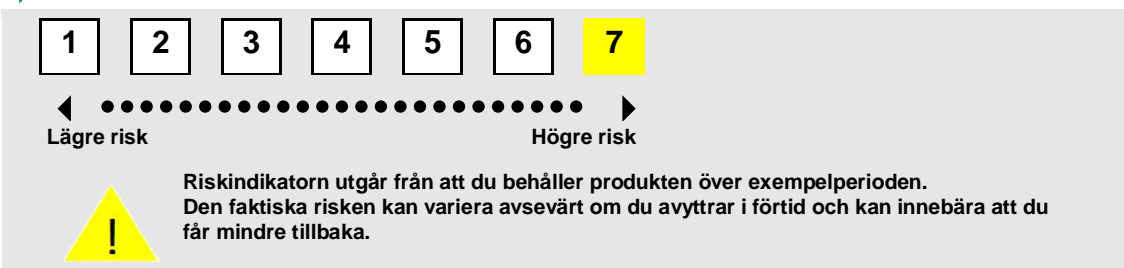 1 2 3 4 5 6 7
Lägre risk Högre risk
Riskindikatorn utgår från att du behåller produkten över exempelperioden.
Den faktiska risken kan variera avsevärt om du avyttrar i förtid och kan innebära att du
får mindre tillbaka.
!